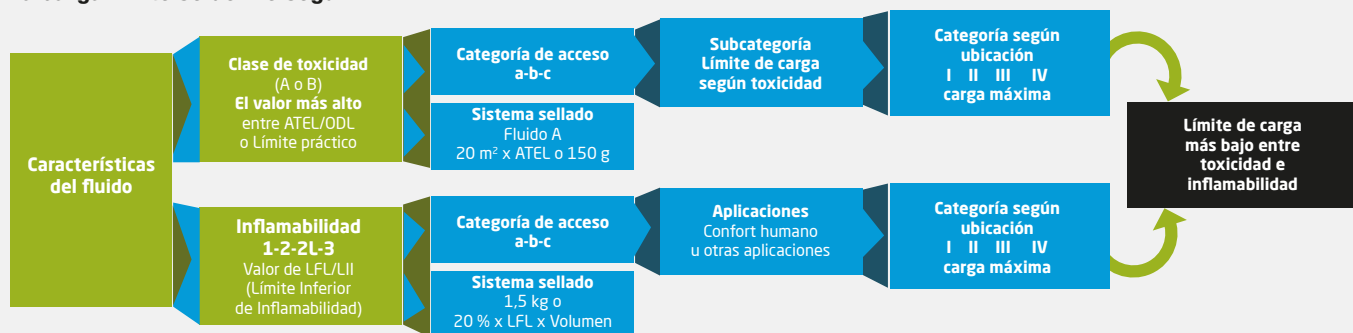 Características
del fluido
Clase de toxicidad
(A o B)
El valor más alto
entre ATEL/ODL
o Límite práctico
Categoría de acceso
a-b-c
Sistema sellado
Fluido A
20 m² x ATEL o 150 g
Subcategoría
Límite de carga
según toxicidad
Categoría según
ubicación
I II III IV
carga máxima
Inflamabilidad
1-2-2L-3
Valor de LFL/LII
(Límite Inferior
de Inflamabilidad)
Categoría de acceso
a-b-c
Sistema sellado
1,5 kg o
20 % x LFL x Volumen
Aplicaciones
Confort humano
u otras aplicaciones
Categoría según
ubicación
I II III IV
carga máxima
Límite de carga
más bajo entre
toxicidad e
inflamabilidad